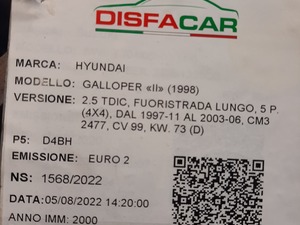 DISFACAR
MARCA: HYUNDAI
MODELLO: GALLOPER «II» (1998)
VERSIONE: 2.5 TDIC, FUORISTRADA LUNGO, 5 P.
(4X4), DAL 1997-11 AL 2003-06, CM3
2477, CV 99, KW. 73 (D)
P5: D4BH
EMISSIONE: EURO 2
NS: 1568/2022
DATA: 05/08/2022 14:20:00
ANNO IMM: 2000